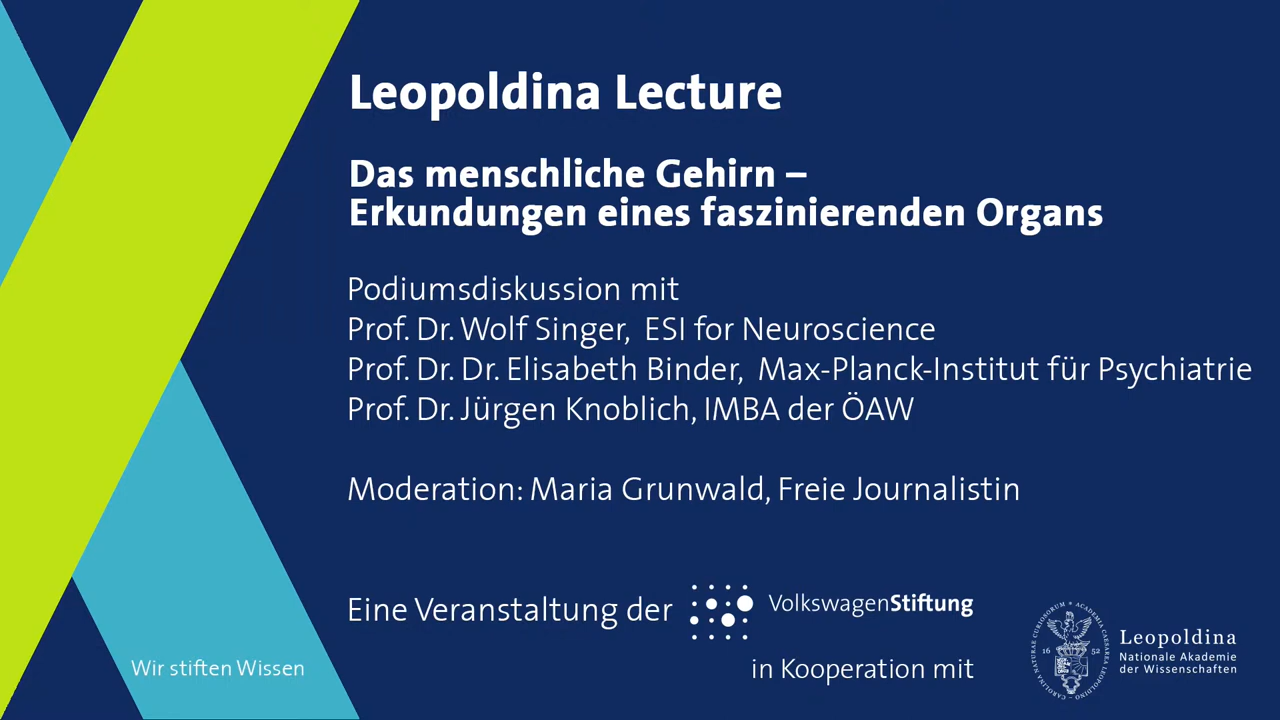 Leopoldina Lecture
Das menschliche Gehirn –
Erkundungen eines faszinierenden Organs
Podiumsdiskussion mit
Prof. Dr. Wolf Singer, ESI for Neuroscience
Prof. Dr. Dr. Elisabeth Binder, Max-Planck-Institut für Psychiatrie
Prof. Dr. Jürgen Knoblich, IMBA der ÖAW
Moderation: Maria Grunwald, Freie Journalistin
Eine Veranstaltung der
VolkswagenStiftung
Wir stiften Wissen
in Kooperation mit
16 52
Leopoldina
Nationale Akademie
der Wissenschaften